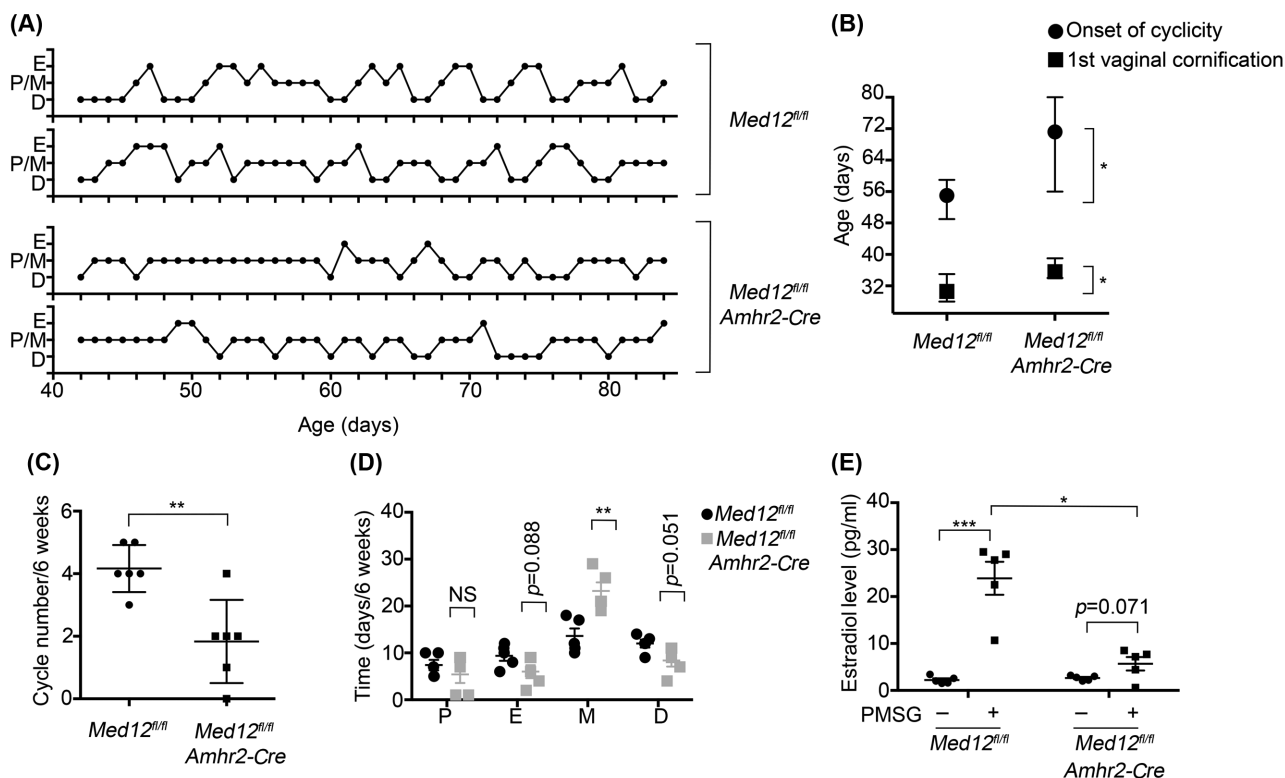 (A)
E
P/M
D
E
P/M
D
Med12fl/fl
E
P/M
D
E
P/M
D
Med12fl/fl
Amhr2-Cre
40 50 60 70 80
Age (days)
(B)
Onset of cyclicity
1st vaginal cornification
80
72
64
56
48
40
32
Age (days)
Med12fl/fl
Med12fl/fl
Amhr2-Cre
*
*
(C)
Cycle number/6 weeks
6
4
2
0
**
Med12fl/fl
Med12fl/fl
Amhr2-Cre
(D)
Time (days/6 weeks)
40
30
20
10
0
NS
p=0.088
**
p=0.051
P E M D
Med12fl/fl
Med12fl/fl
Amhr2-Cre
(E)
Estradiol level (pg/ml)
40
30
20
10
0
***
*
p=0.071
PMSG – + – +
Med12fl/fl
Med12fl/fl
Amhr2-Cre